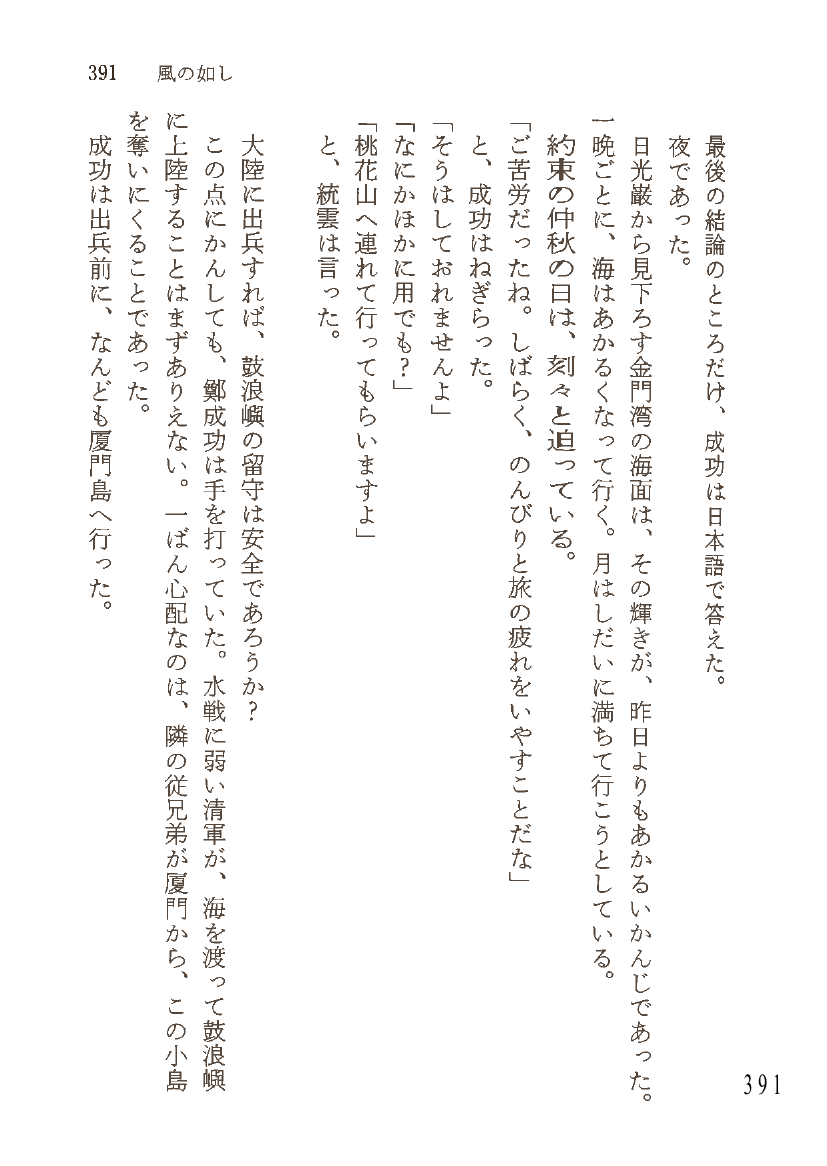 391 風の如し
最後の結論のところだけ、成功は日本語で答えた。
夜であった。
日光巌から見下ろす金門湾の海面は、その輝きが、昨日よりもあかるいかんじであった。
一晩ごとに、海はあかるくなって行く。月はしだいに満ちて行こうとしている。
約束の仲秋の日は、刻々と迫っている。
「ご苦労だったね。しばらく、のんびりと旅の疲れをいやすことだな」
と、成功はねぎらった。
「そうはしておれませんよ」
「なにかほかに用でも?」
「桃花山へ連れて行ってもらいますよ」
と、統雲は言った。
大陸に出兵すれば、鼓浪嶼の留守は安全であろうか?
この点にかんしても、鄭成功は手を打っていた。水戦に弱い清軍が、海を渡って鼓浪嶼
に上陸することはまずありえない。一ばん心配なのは、隣の従兄弟が厦門から、この小島
を奪いにくることであった。
成功は出兵前に、なんども厦門島へ行った。
391